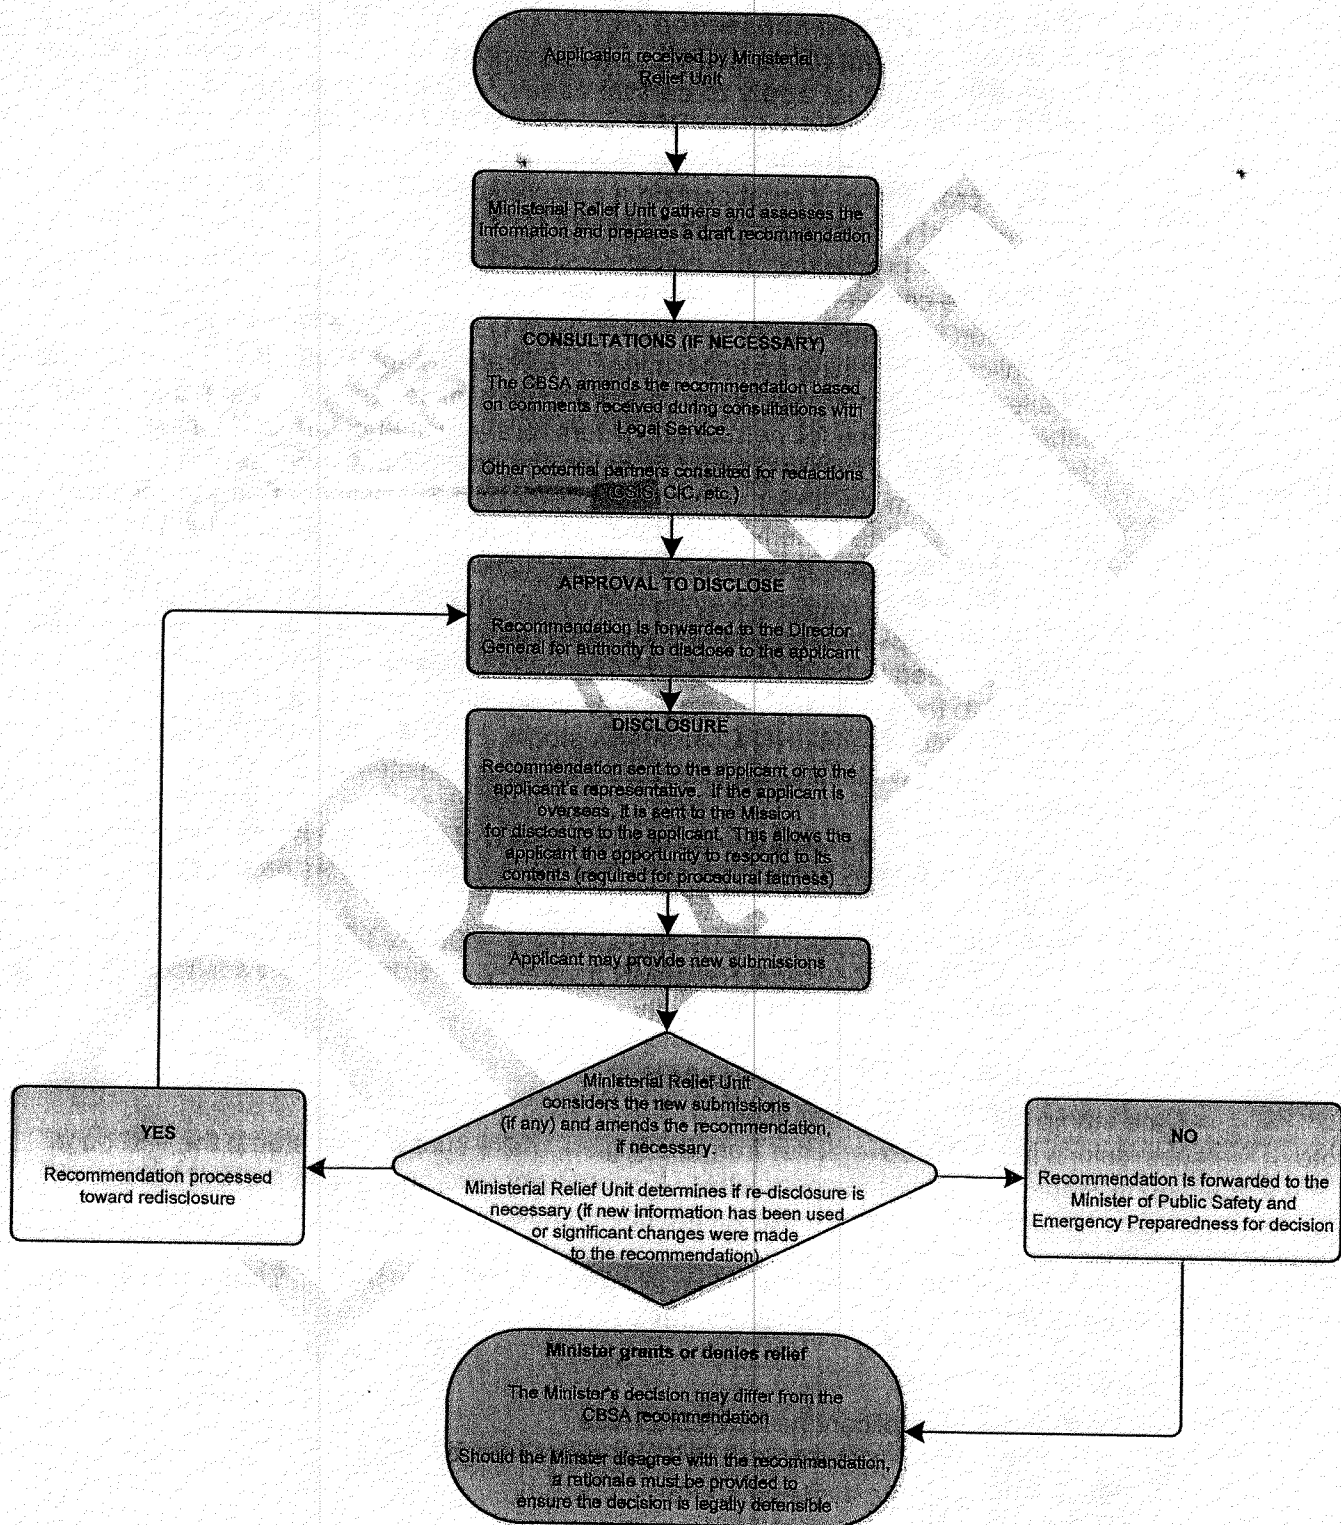 Application received by Ministerial
Relief Unit
Ministerial Relief Unit gathers and assesses the
Information and prepares a draft recommendation
CONSULTATIONS (IF NECESSARY)
The CBSA amends the recommendation based
on comments received during consultations with
Legal Service.
Other potential partners consulted for redactions
(CSIS, CIC, etc.)
APPROVAL TO DISCLOSE
Recommendation is forwarded to the Director
General for authority to disclose to the applicant
DISCLOSURE
Recommendation sent to the applicant or to the
applicant's representative. If the applicant is
overseas, it is sent to the Mission
for disclosure to the applicant. This allows the
applicant the opportunity to respond to its
contents (required for procedural fairness)
Applicant may provide new submissions
Ministerial Relief Unit
considers the new submissions
(if any) and amends the recommendation,
if necessary.
Ministerial Relief Unit determines if re-disclosure is
necessary (if new information has been used
or significant changes were made
to the recommendation)
YES
Recommendation processed
toward redisclosure
NO
Recommendation is forwarded to the
Minister of Public Safety and
Emergency Preparedness for decision
Minister grants or denies relief
The Minister's decision may differ from the
CBSA recommendation
Should the Minster disagree with the recommendation,
a rationale must be provided to
ensure the decision is legally defensible